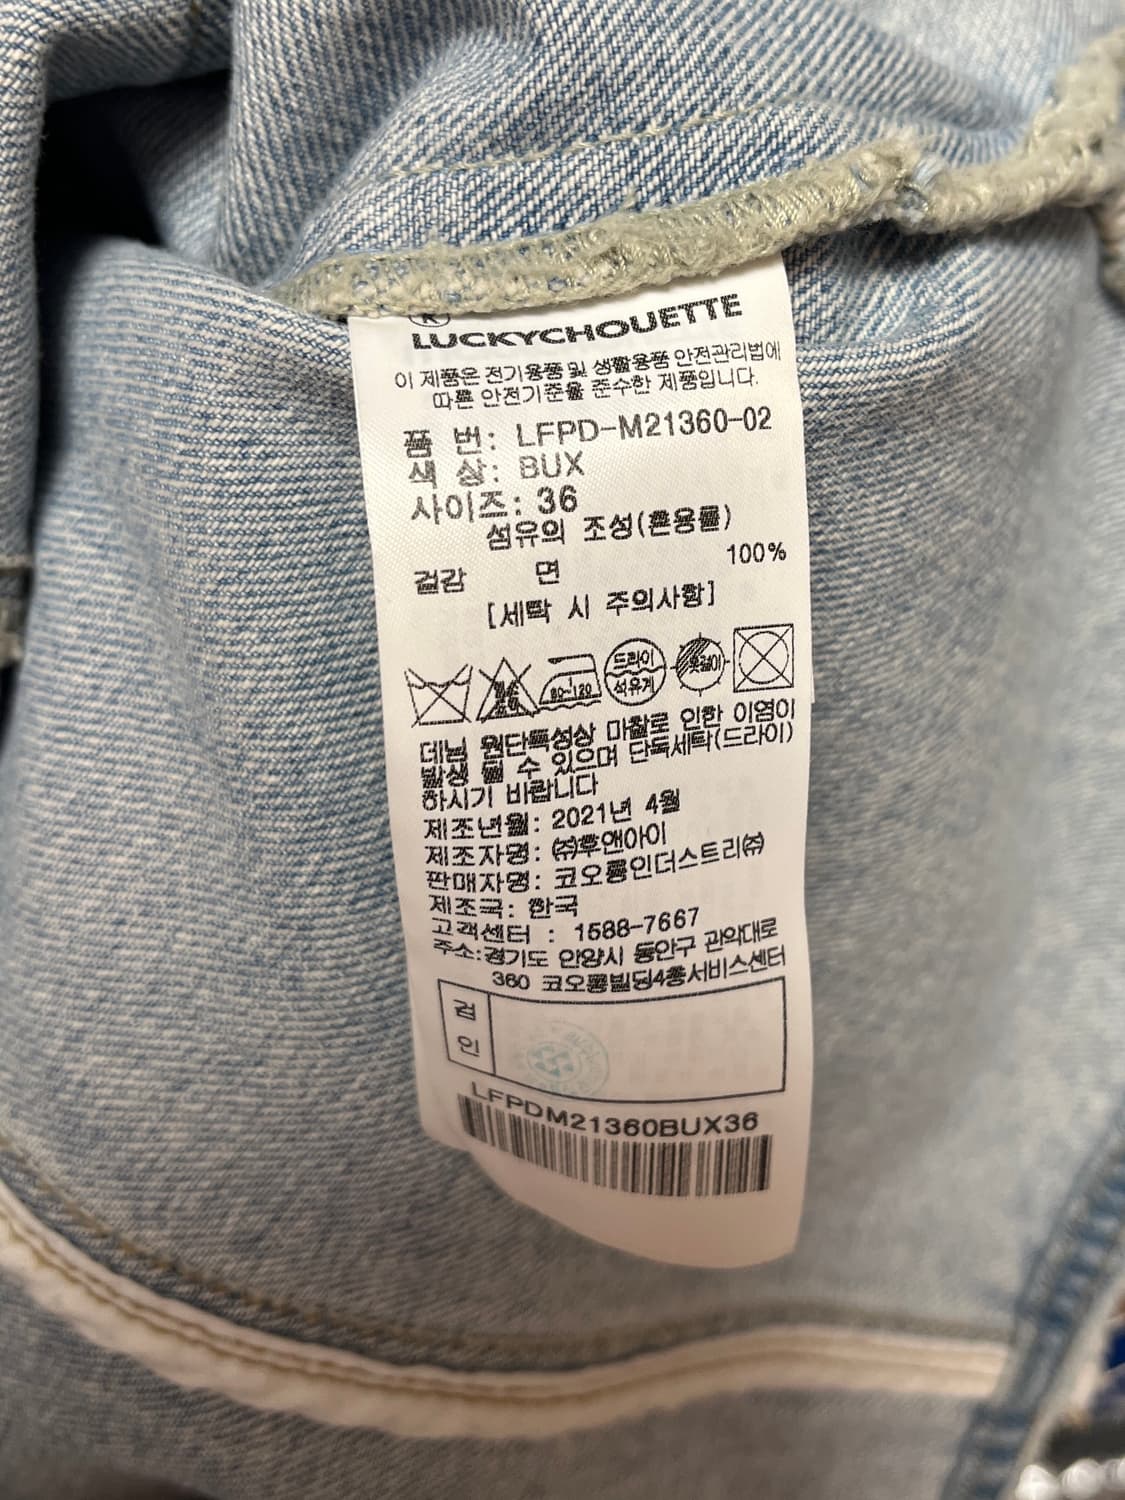 LUCKYCHOUETTE
이 제품은 전기용품 및 생활용품 안전관리법에
따른 안전기준을 준수한 제품입니다.
품 번: LFPD-M21360-02
색 상: BUX
사이즈: 36
섬유의 조성(혼용률)
겉감 면 100%
[세탁 시 주의사항]
80~120 드라이 석유계 옷걸이
데님 원단특성상 마찰로 인한 이염이
발생 될 수 있으며 단독세탁(드라이)
하시기 바랍니다
제조년월: 2021년 4월
제조자명: ㈜후앤아이
판매자명: 코오롱인더스트리㈜
제조국: 한국
고객센터 : 1588-7667
주소:경기도 안양시 동안구 관악대로
360 코오롱빌딩4층서비스센터
검인
LFPDM21360BUX36